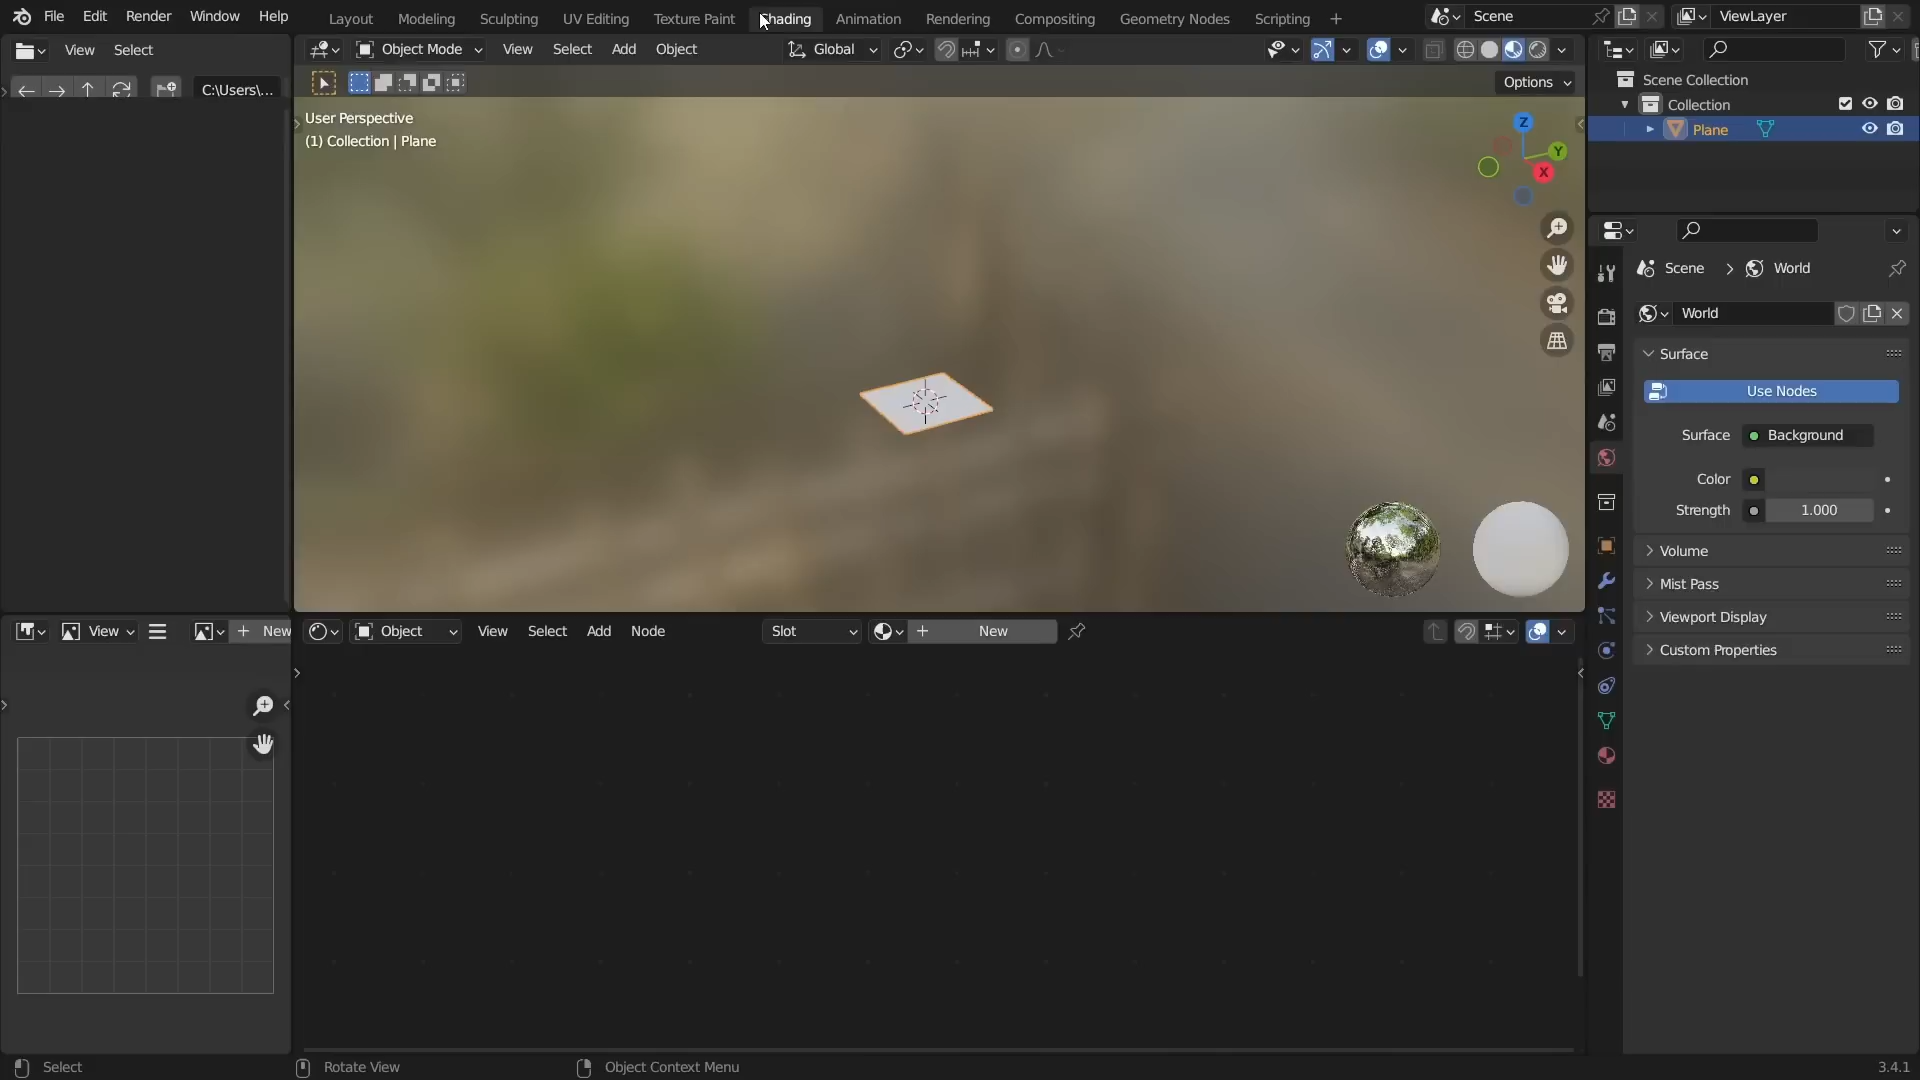 File Edit Render Window Help
Layout Modeling Sculpting UV Editing Texture Paint Shading Animation Rendering Compositing Geometry Nodes Scripting +
Scene ViewLayer
View Select
Object Mode View Select Add Object Global
C:\Users\...
Options
User Perspective
(1) Collection | Plane
Z
Y
X
Scene Collection
Collection
Plane
Scene > World
World
Surface
Use Nodes
Surface Background
Color
Strength 1.000
Volume
Mist Pass
Viewport Display
Custom Properties
View + New
Object View Select Add Node Slot + New
Select Rotate View Object Context Menu 3.4.1